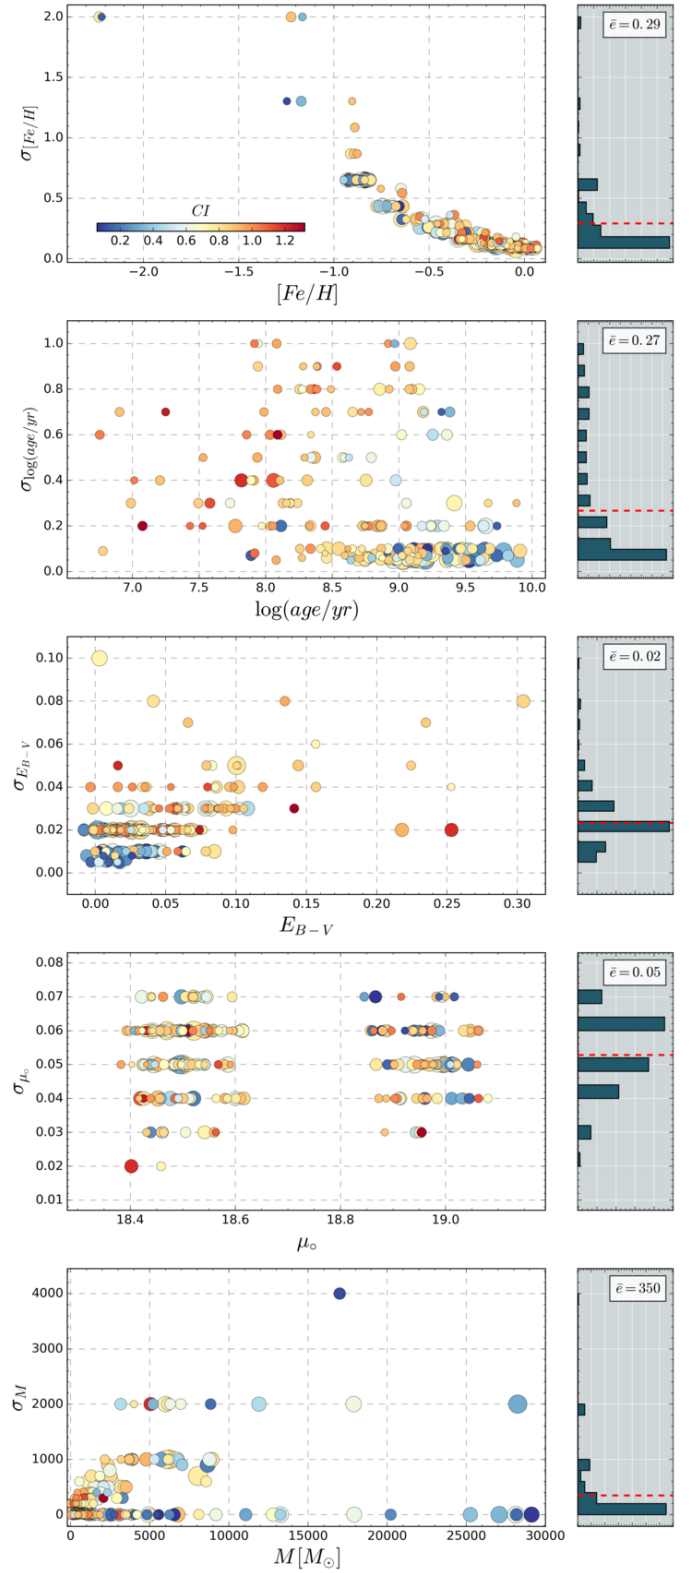 2.0
1.5
1.0
0.5
0.0
σ[Fe/H]
CI
0.2 0.4 0.6 0.8 1.0 1.2
−2.0 −1.5 −1.0 −0.5 0.0
[Fe/H]
ē = 0.29
1.0
0.8
0.6
0.4
0.2
0.0
σlog(age/yr)
7.0 7.5 8.0 8.5 9.0 9.5 10.0
log(age/yr)
ē = 0.27
0.10
0.08
0.06
0.04
0.02
0.00
σE_B−V
0.00 0.05 0.10 0.15 0.20 0.25 0.30
E_B−V
ē = 0.02
0.08
0.07
0.06
0.05
0.04
0.03
0.02
0.01
σμ∘
18.4 18.6 18.8 19.0
μ∘
ē = 0.05
4000
3000
2000
1000
0
σM
0 5000 10000 15000 20000 25000 30000
M[M⊙]
ē = 350